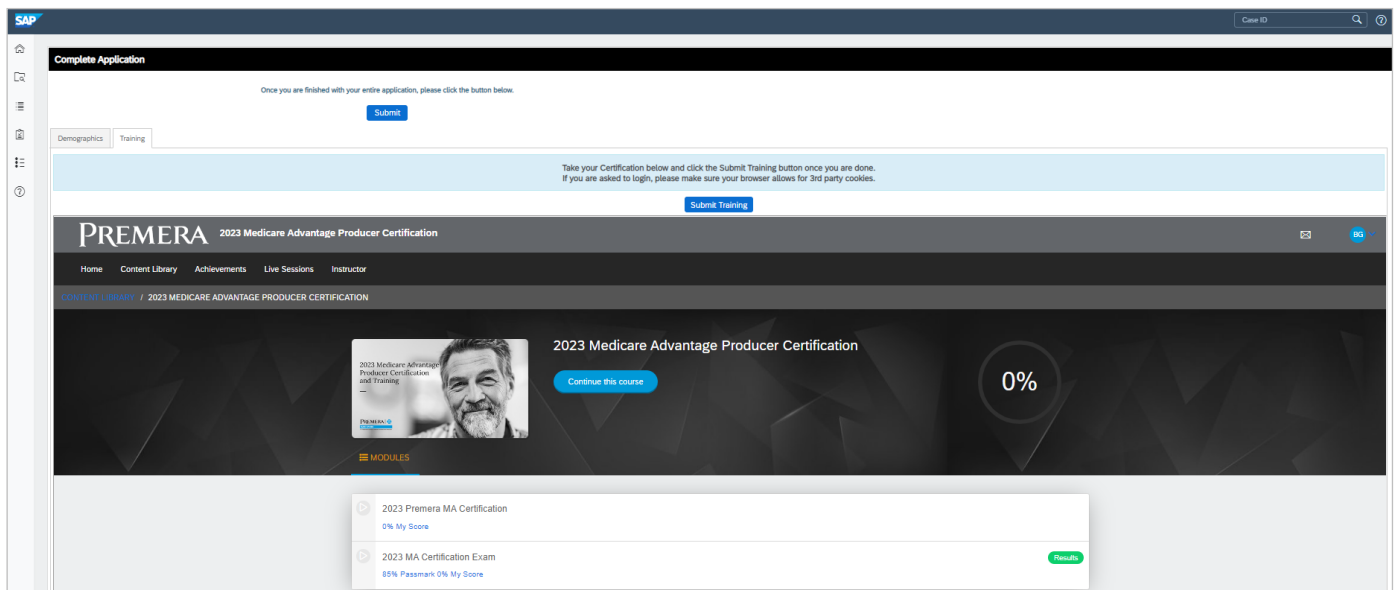 SAP
Case ID
Complete Application
Once you are finished with your entire application, please click the button below.
Submit
Demographics
Training
Take your Certification below and click the Submit Training button once you are done.
If you are asked to login, please make sure your browser allows for 3rd party cookies.
Submit Training
PREMERA
2023 Medicare Advantage Producer Certification
BG
Home
Content Library
Achievements
Live Sessions
Instructor
CONTENT LIBRARY / 2023 MEDICARE ADVANTAGE PRODUCER CERTIFICATION
2023 Medicare Advantage
Producer Certification
and Training
PREMERA
2023 Medicare Advantage Producer Certification
Continue this course
0%
MODULES
2023 Premera MA Certification
0% My Score
2023 MA Certification Exam
Results
85% Passmark 0% My Score